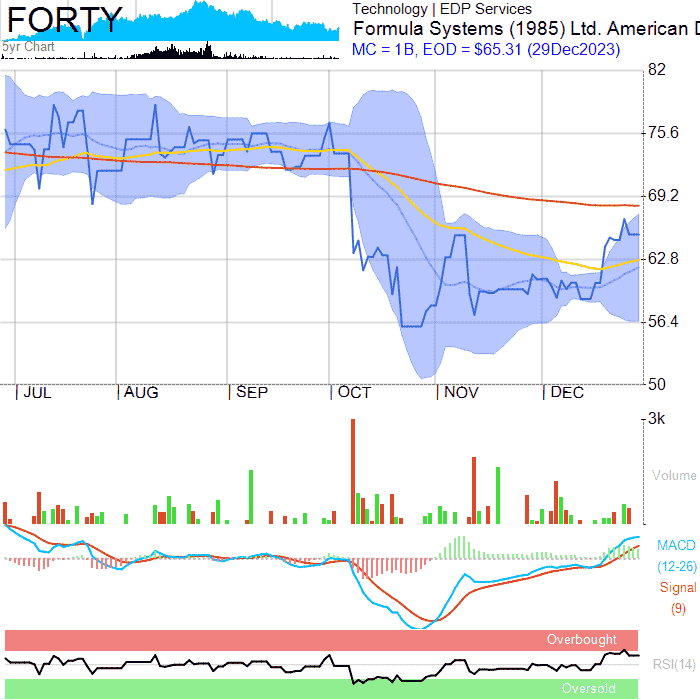 FORTY
Technology | EDP Services
Formula Systems (1985) Ltd. American D
MC = 1B, EOD = $65.31 (29Dec2023)
5yr Chart
82
75.6
69.2
62.8
56.4
50
JUL AUG SEP OCT NOV DEC
3k
Volume
MACD
(12-26)
Signal
(9)
Overbought
RSI(14)
Oversold